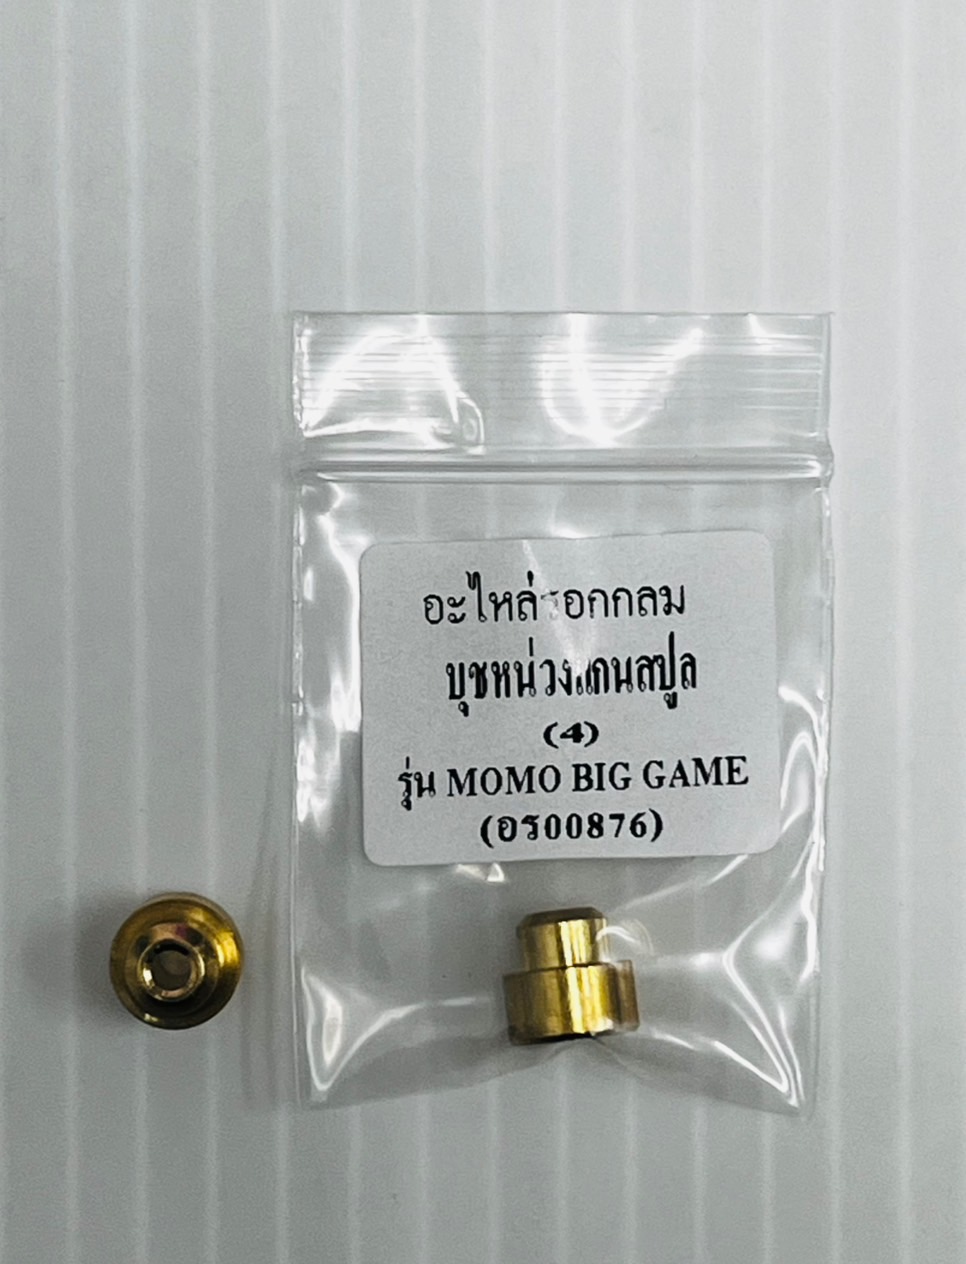 อะไหล่รอกกลม
บุชหน่วงแกนสปูล
(4)
รุ่น MOMO BIG GAME
(อร00876)